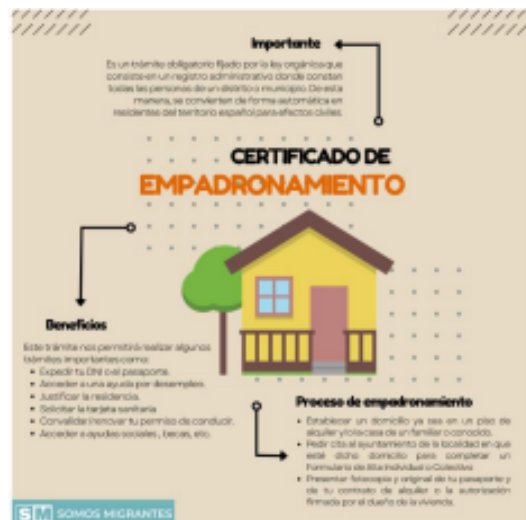 Importante
Es un trámite obligatorio fijado por la ley orgánica que
consiste en un registro administrativo donde constan
todas las personas de un distrito o municipio. De esta
manera, se convierten de forma automática en
residentes del territorio español para efectos civiles.
CERTIFICADO DE
EMPADRONAMIENTO
Beneficios
Este trámite nos permitirá realizar algunos
trámites importantes como:
Expedir tu DNI o el pasaporte.
Acceder a una ayuda por desempleo.
Justificar la residencia.
Solicitar la tarjeta sanitaria
Convalidar/renovar tu permiso de conducir.
Acceder a ayudas sociales, becas, etc.
Proceso de empadronamiento
Establecer un domicilio ya sea en un piso de
alquiler y/o la casa de un familiar o conocido.
Pedir cita al ayuntamiento de la localidad en que
esté dicho domicilio para completar un
Formulario de Alta Individual o Colectiva
Presentar fotocopia y original de tu pasaporte y
de tu contrato de alquiler o la autorización
firmada por el dueño de la vivienda.
SM SOMOS MIGRANTES